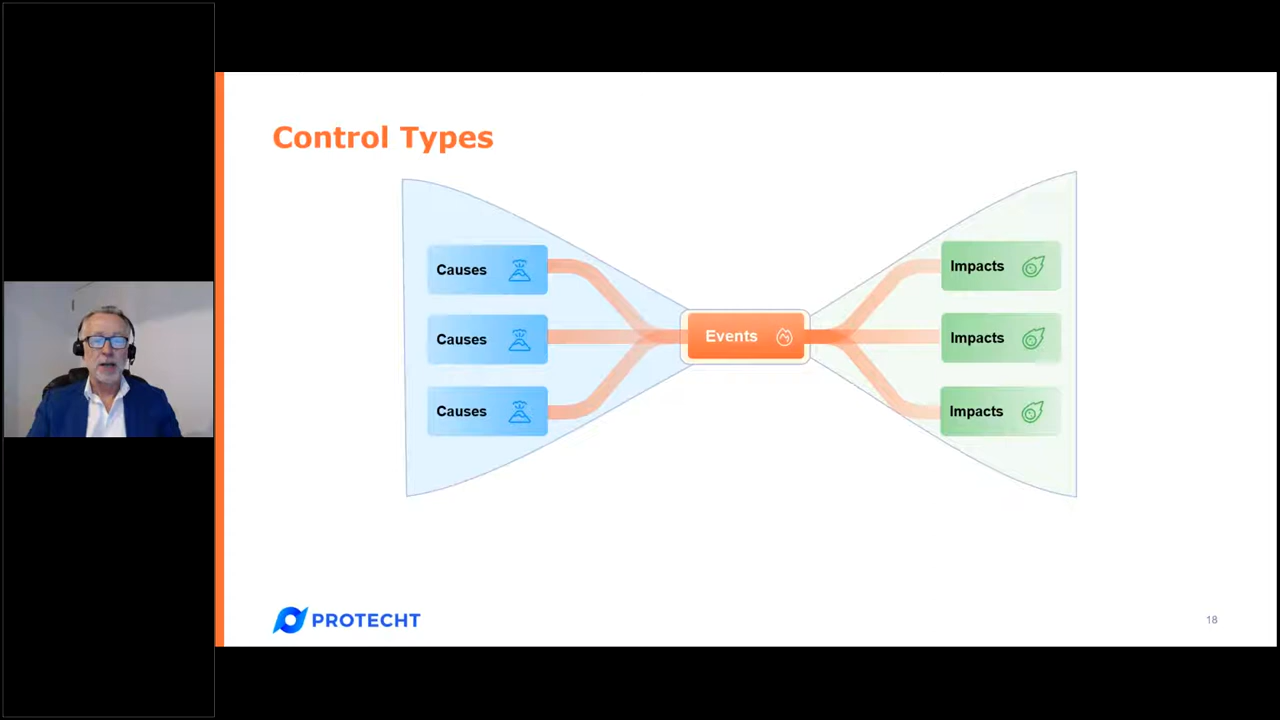 Control Types
Causes
Impacts
Causes
Events
Impacts
Causes
Impacts
PROTECHT
18